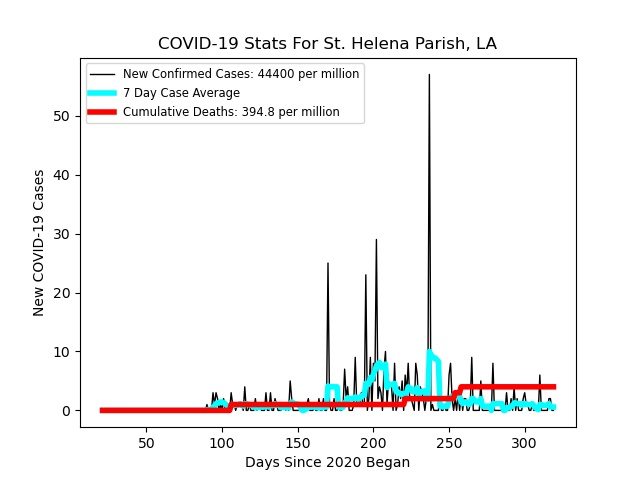 COVID-19 Stats For St. Helena Parish, LA
New Confirmed Cases: 44400 per million
7 Day Case Average
Cumulative Deaths: 394.8 per million
New COVID-19 Cases
50
40
30
20
10
0
50 100 150 200 250 300
Days Since 2020 Began